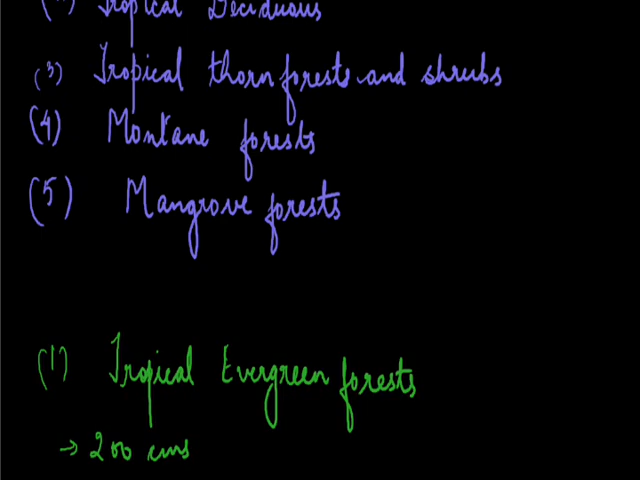 Tropical Deciduous
(3) Tropical thorn forests and shrubs
(4) Montane forests
(5) Mangrove forests
(1) Tropical Evergreen forests
→ 200 cms